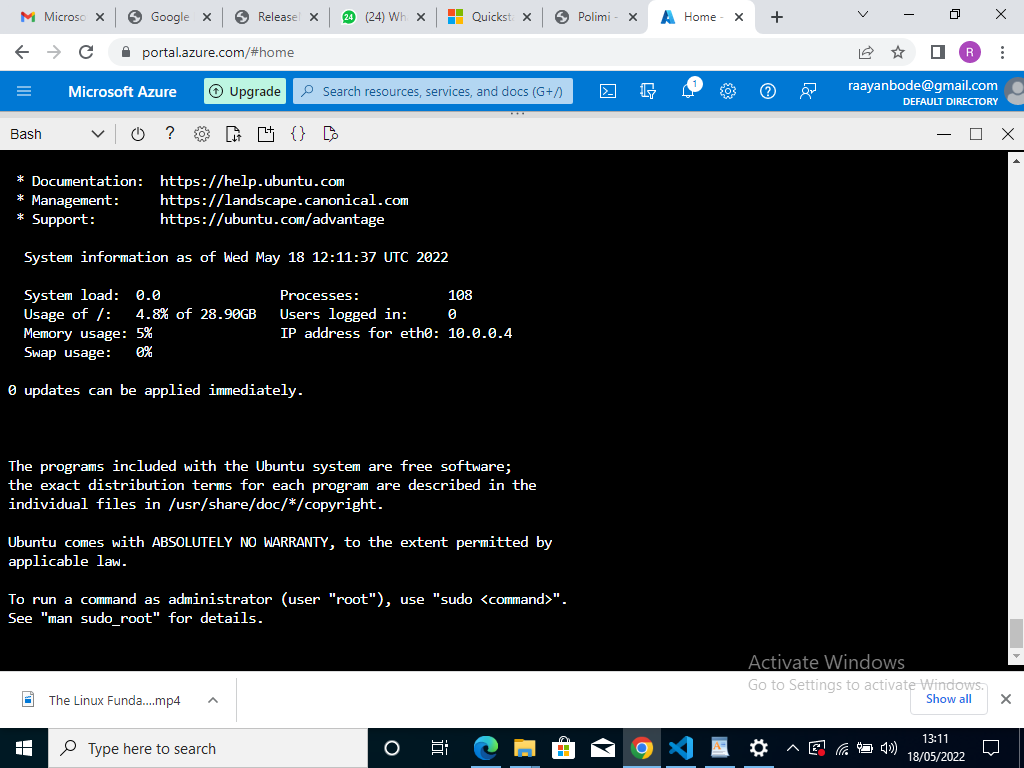 Microso
Google
Release
24
(24) Wh
Quicksta
Polimi -
Home -
portal.azure.com/#home
R
Microsoft Azure
Upgrade
Search resources, services, and docs (G+/)
1
raayanbode@gmail.com
DEFAULT DIRECTORY
Bash
* Documentation: https://help.ubuntu.com
* Management: https://landscape.canonical.com
* Support: https://ubuntu.com/advantage
System information as of Wed May 18 12:11:37 UTC 2022
System load: 0.0 Processes: 108
Usage of /: 4.8% of 28.90GB Users logged in: 0
Memory usage: 5% IP address for eth0: 10.0.0.4
Swap usage: 0%
0 updates can be applied immediately.
The programs included with the Ubuntu system are free software;
the exact distribution terms for each program are described in the
individual files in /usr/share/doc/*/copyright.
Ubuntu comes with ABSOLUTELY NO WARRANTY, to the extent permitted by
applicable law.
To run a command as administrator (user "root"), use "sudo <command>".
See "man sudo_root" for details.
Activate Windows
Go to Settings to activate Windows.
The Linux Funda....mp4
Show all
Type here to search
13:11
18/05/2022